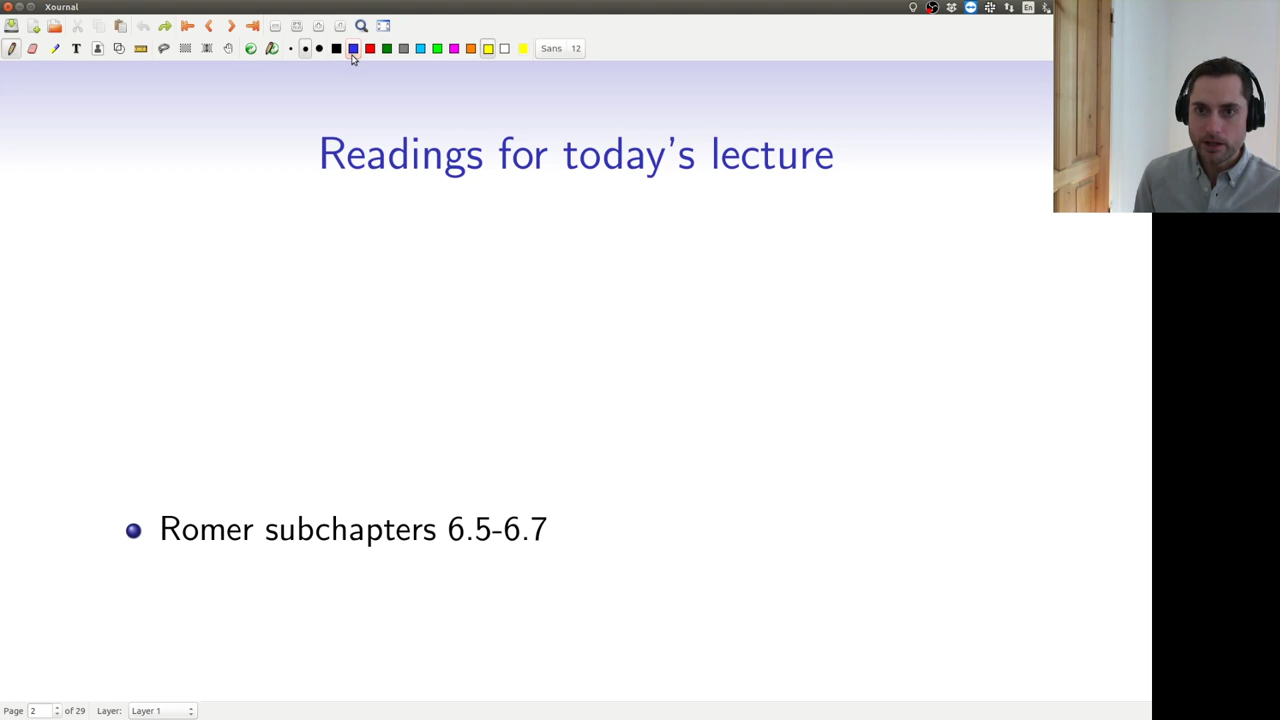 Xournal
En
Sans 12
Readings for today's lecture
Romer subchapters 6.5-6.7
Page 2 of 29 Layer: Layer 1